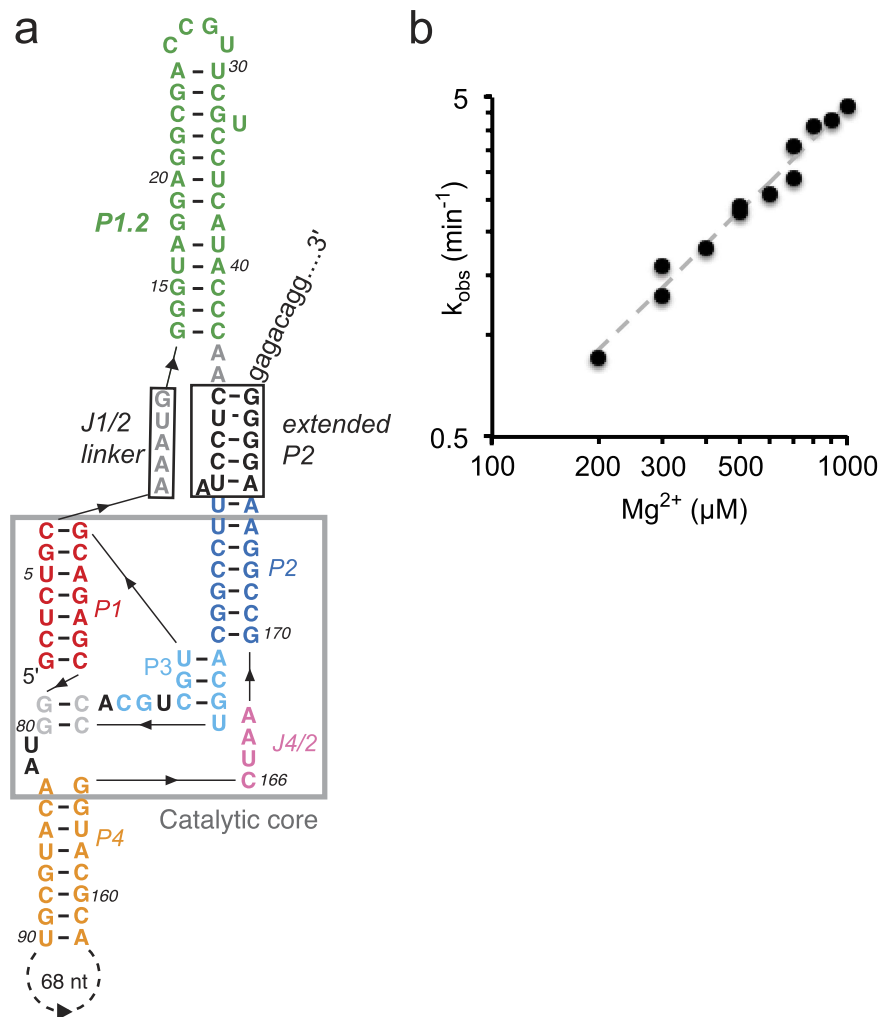 a
C C G U
A – U 30
G – C
C – G
U
G – C
G – C
20 A – U
G – C
P1.2
G A
A – U
U – A 40
15 G – C
G – C
G – C
A
A
gagacagg....3'
J1/2
linker
G
U
A
A
A
C – G
U - G
C – G
C – G
A U – A
extended
P2
U A
U – A
C – G
C – G
G – C
G – C
C – G 170
P2
C – G
G – C
5 U – A
C – G
U – A
C – G
5' G – C
P1
P3
U – A
G – C
G – C A C G U – C – G
U
80 G – C
U
A
A
A
U
C 166
J4/2
A G
Catalytic core
C – G
A – U
U – A
G – C
C – G 160
G – C
90 U – A
P4
68 nt
b
5
0.5
k_obs (min⁻¹)
100 200 300 500 1000
Mg²⁺ (µM)